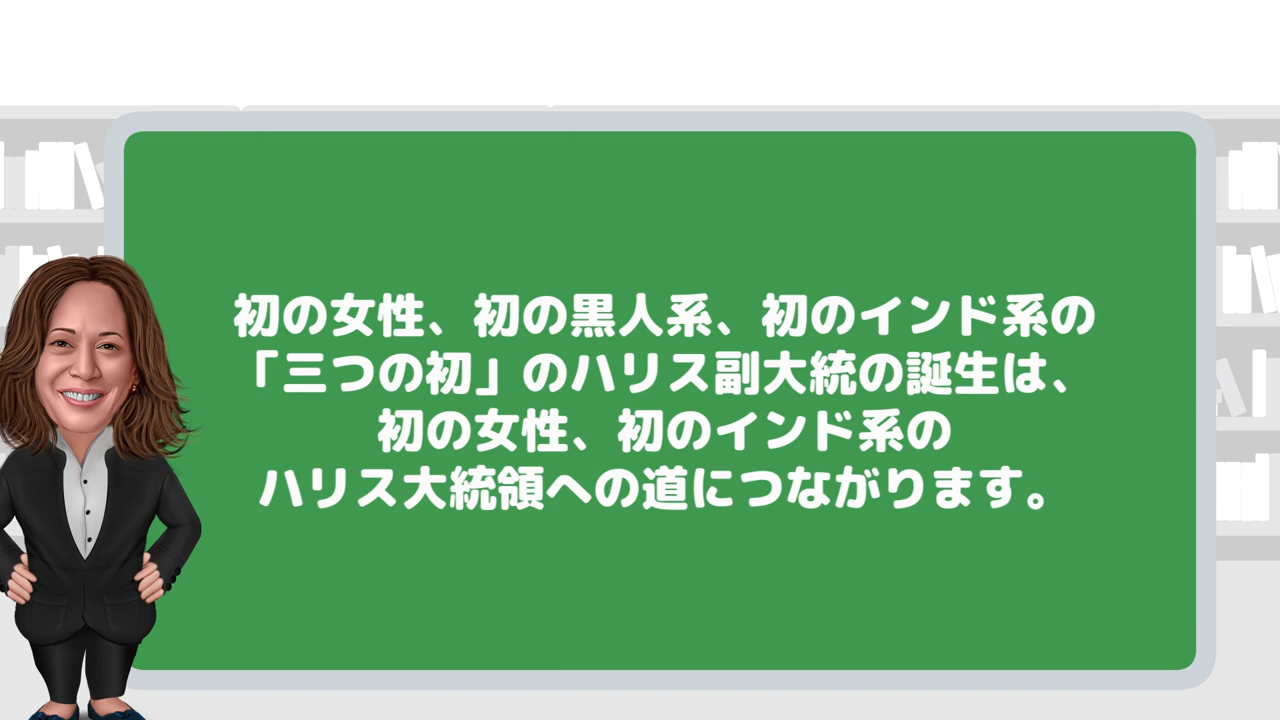 初の女性、初の黒人系、初のインド系の
「三つの初」のハリス副大統の誕生は、
初の女性、初のインド系の
ハリス大統領への道につながります。